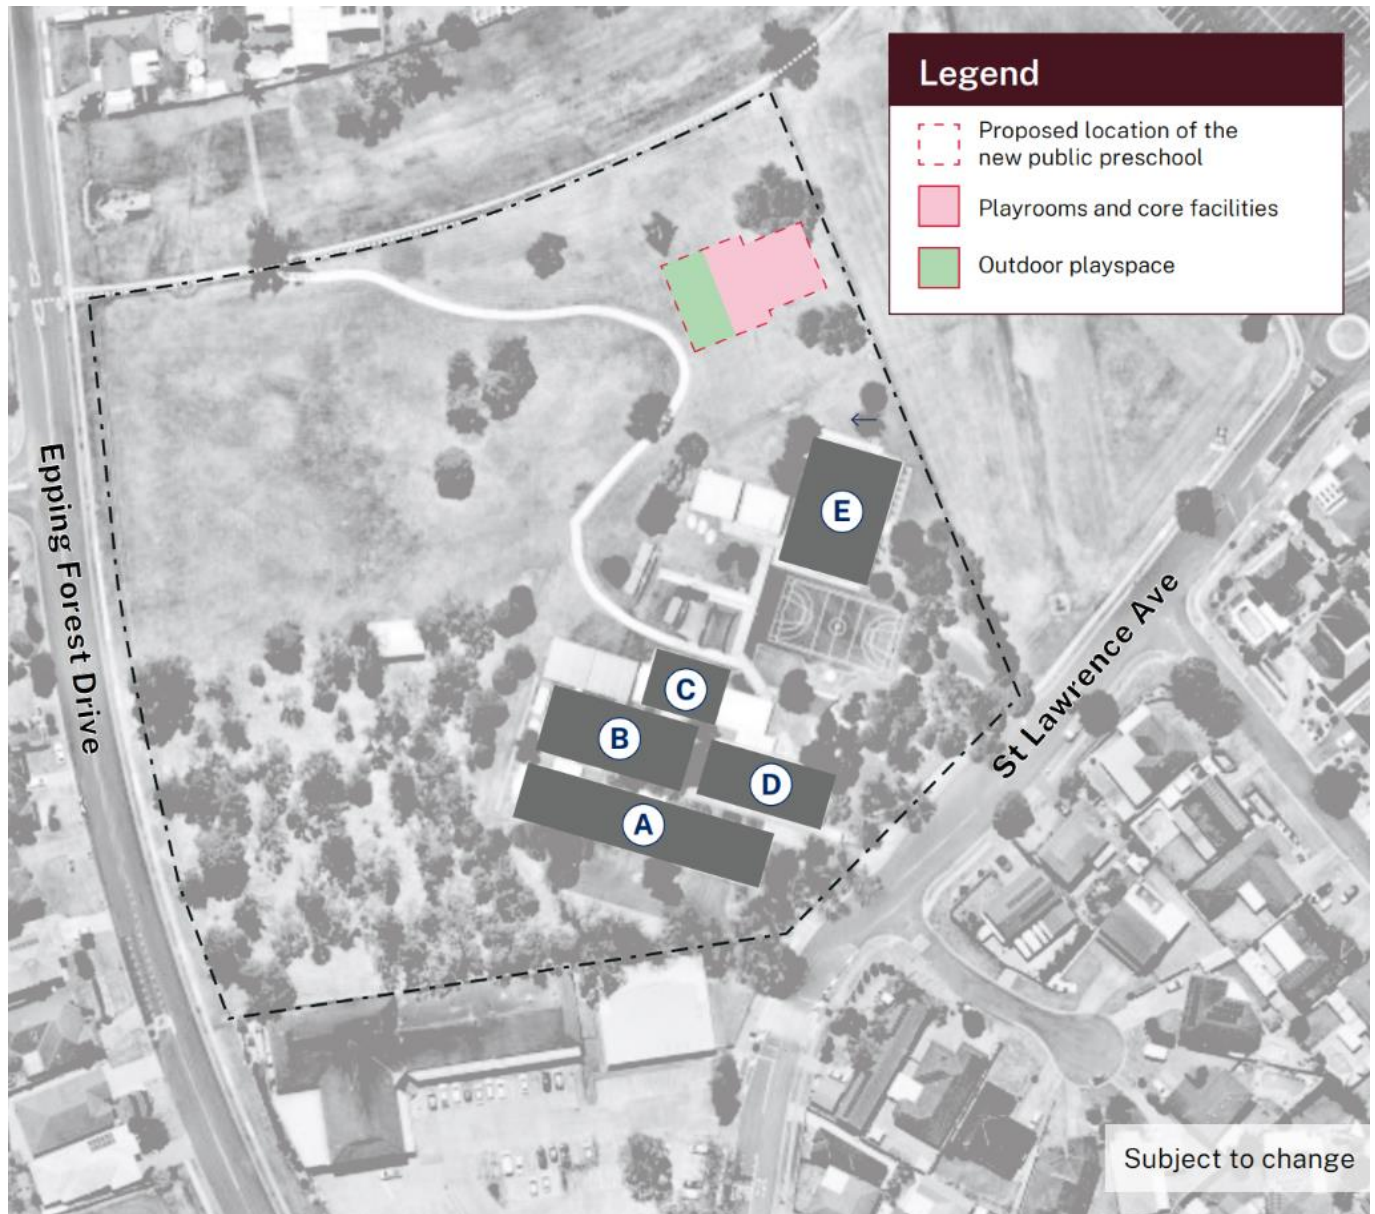 Legend
Proposed location of the
new public preschool
Playrooms and core facilities
Outdoor playspace
Epping Forest Drive
E
St Lawrence Ave
C
B
D
A
Subject to change